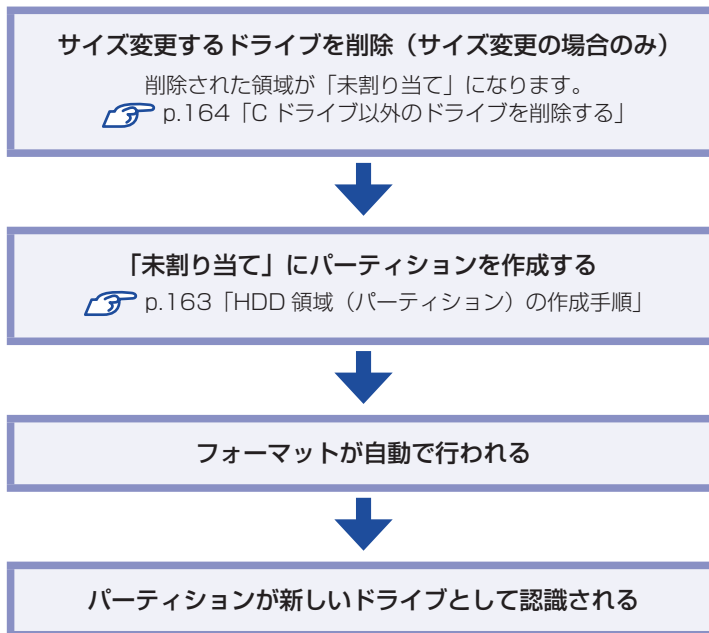 サイズ変更するドライブを削除（サイズ変更の場合のみ）
削除された領域が「未割り当て」になります。
p.164「C ドライブ以外のドライブを削除する」
「未割り当て」にパーティションを作成する
p.163「HDD 領域（パーティション）の作成手順」
フォーマットが自動で行われる
パーティションが新しいドライブとして認識される